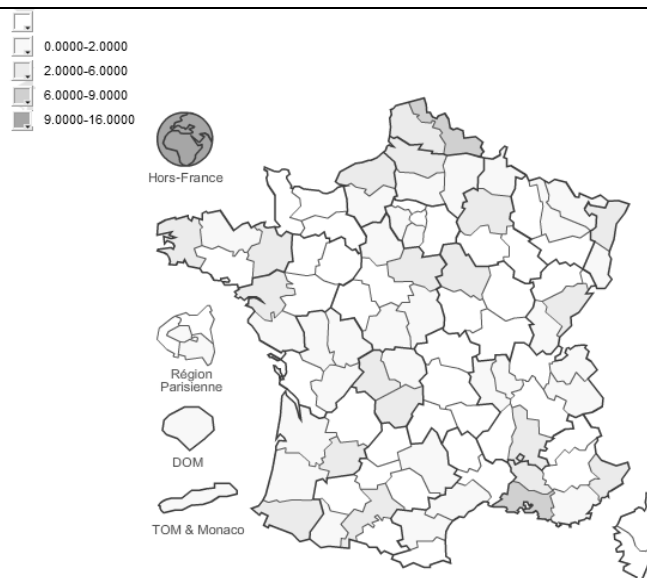 0.0000-2.0000
2.0000-6.0000
6.0000-9.0000
9.0000-16.0000
Hors-France
Région
Parisienne
DOM
TOM & Monaco